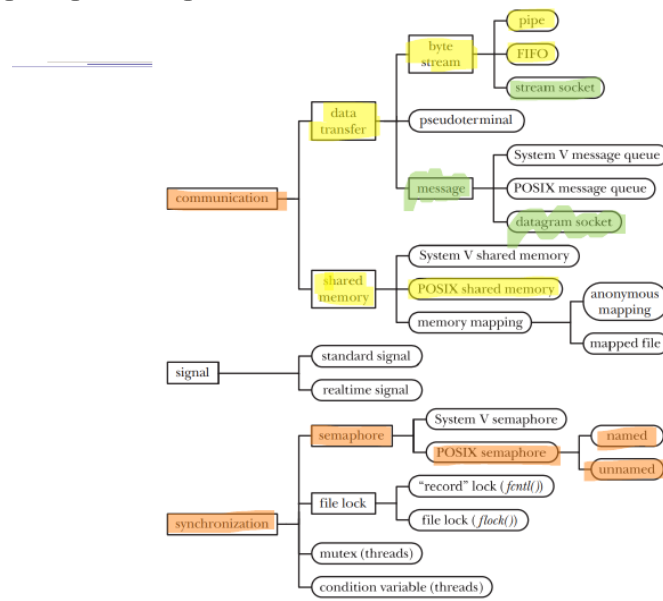 pipe
byte
stream
FIFO
stream socket
data
transfer
pseudoterminal
System V message queue
message
POSIX message queue
communication
datagram socket
System V shared memory
shared
memory
POSIX shared memory
anonymous
mapping
memory mapping
mapped file
standard signal
signal
realtime signal
System V semaphore
semaphore
named
POSIX semaphore
unnamed
"record" lock (fcntl())
file lock
synchronization
file lock (flock())
mutex (threads)
condition variable (threads)